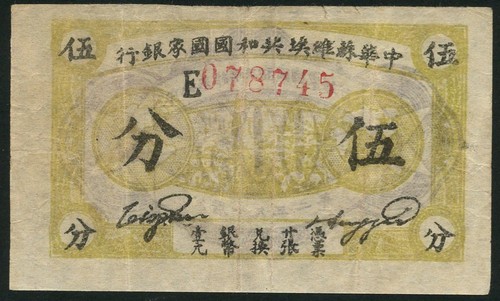 伍 中華蘇維埃共和國國家銀行 伍
E078745
伍分
分 憑票廿張兌換銀幣壹元 分